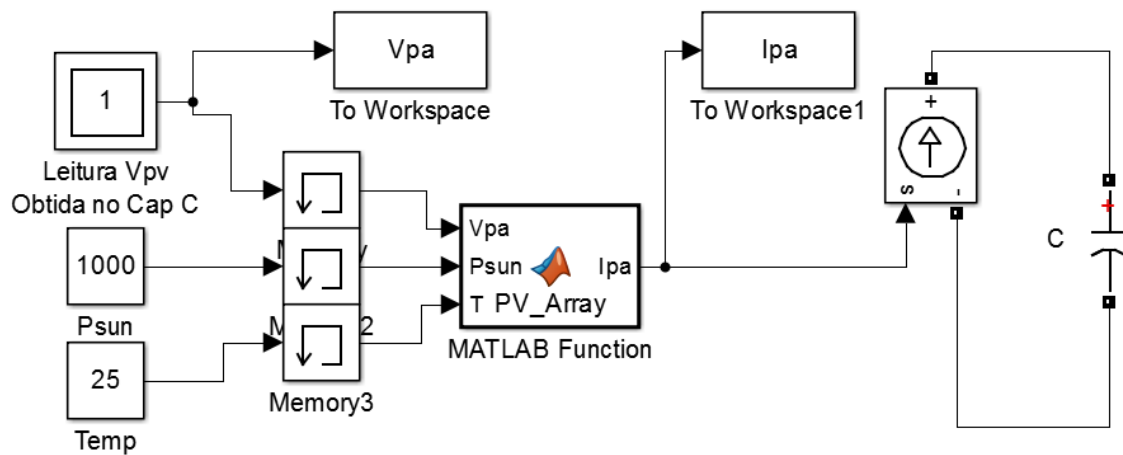 Vpa
To Workspace
Ipa
To Workspace1
1
Leitura Vpv
Obtida no Cap C
1000
Psun
25
Temp
Memory3
Vpa
Psun
Ipa
T
PV_Array
MATLAB Function
+
s
-
+
C